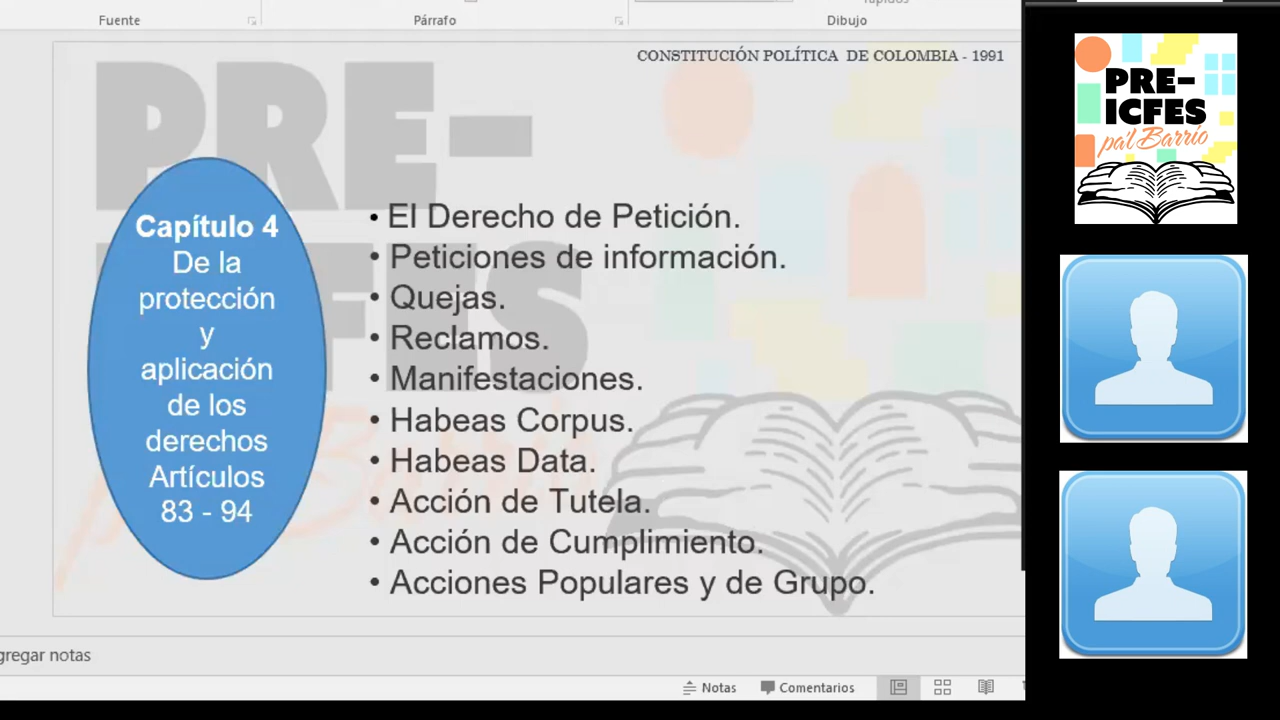 Fuente
Párrafo
Dibujo
CONSTITUCIÓN POLÍTICA DE COLOMBIA - 1991
PRE-
Capítulo 4
De la
protección
y
aplicación
de los
derechos
Artículos
83 - 94
• El Derecho de Petición.
• Peticiones de información.
• Quejas.
• Reclamos.
• Manifestaciones.
• Habeas Corpus.
• Habeas Data.
• Acción de Tutela.
• Acción de Cumplimiento.
• Acciones Populares y de Grupo.
gregar notas
Notas
Comentarios
PRE-
ICFES
pa'l Barrio